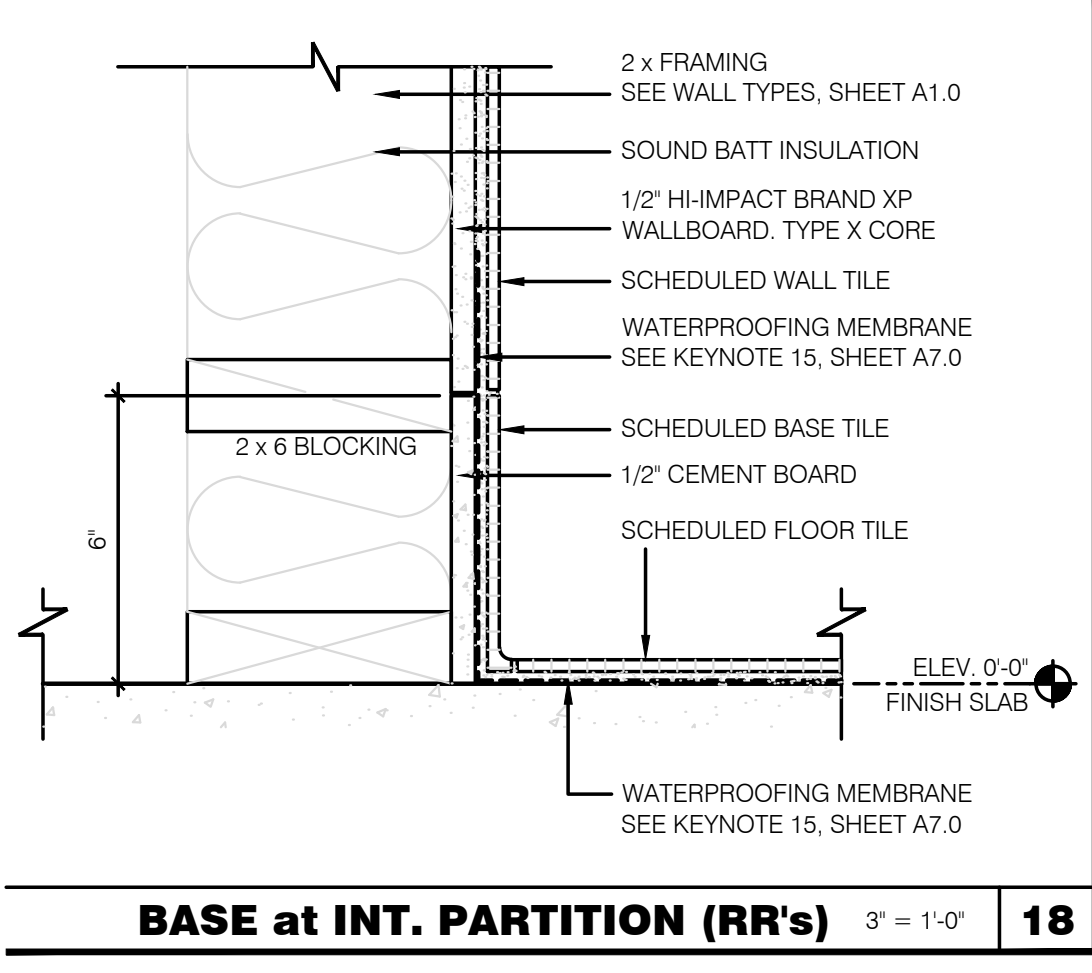 2 x FRAMING
SEE WALL TYPES, SHEET A1.0
SOUND BATT INSULATION
1/2" HI-IMPACT BRAND XP
WALLBOARD. TYPE X CORE
SCHEDULED WALL TILE
WATERPROOFING MEMBRANE
SEE KEYNOTE 15, SHEET A7.0
SCHEDULED BASE TILE
2 x 6 BLOCKING
1/2" CEMENT BOARD
6"
SCHEDULED FLOOR TILE
ELEV. 0'-0"
FINISH SLAB
WATERPROOFING MEMBRANE
SEE KEYNOTE 15, SHEET A7.0
BASE at INT. PARTITION (RR's) 3" = 1'-0" 18